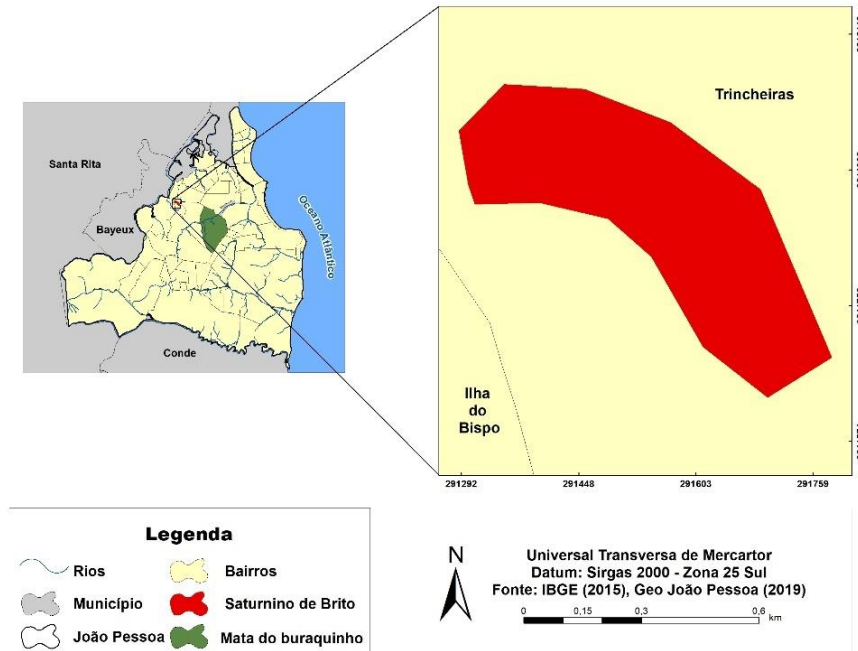 Santa Rita
Bayeux
Oceano Atlântico
Conde
Trincheiras
Ilha
do
Bispo
291292 291448 291603 291759
Legenda
Rios Bairros
Município Saturnino de Brito
João Pessoa Mata do buraquinho
N
Universal Transversa de Mercartor
Datum: Sirgas 2000 - Zona 25 Sul
Fonte: IBGE (2015), Geo João Pessoa (2019)
0 0,15 0,3 0,6
km